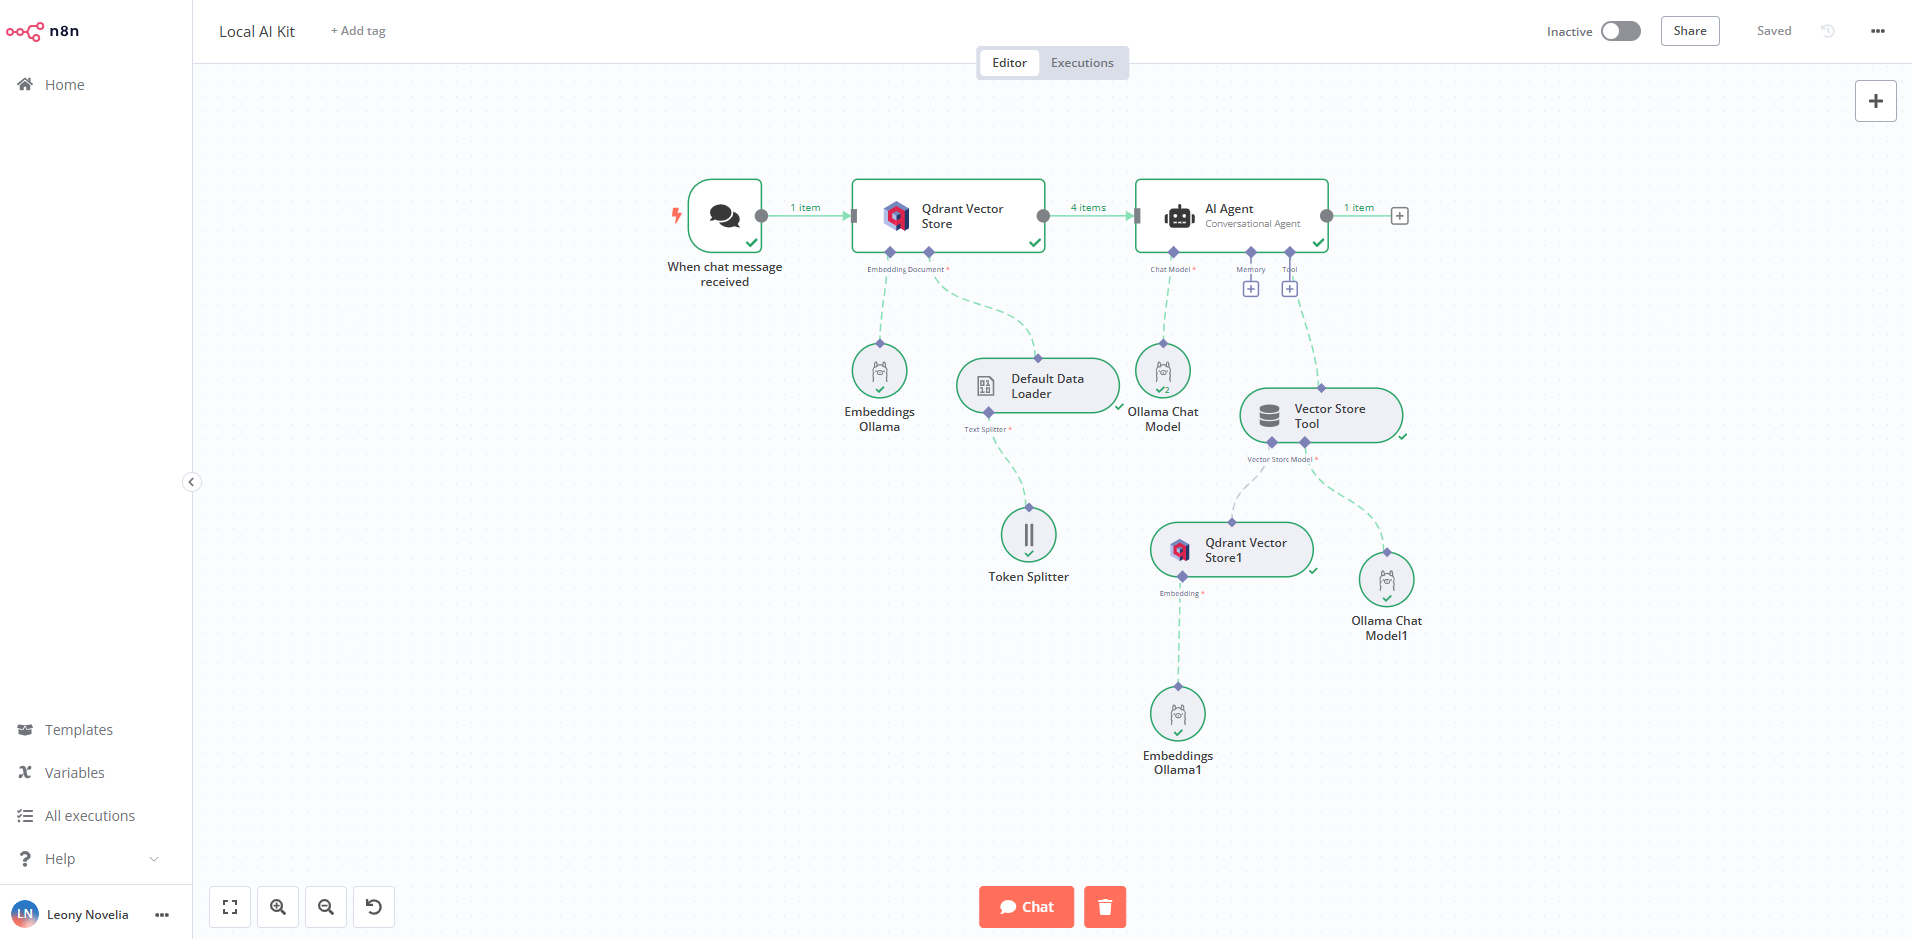 n8n
Local AI Kit
+ Add tag
Inactive
Share
Saved
Editor
Executions
Home
1 item
Qdrant Vector
Store
4 items
AI Agent
Conversational Agent
1 item
When chat message
received
Embedding
Document *
Chat Model *
Memory
Tool
Embeddings
Ollama
Default Data
Loader
Text Splitter *
2
Ollama Chat
Model
Vector Store
Tool
Vector Store
Model *
Token Splitter
Qdrant Vector
Store1
Embedding *
Ollama Chat
Model1
Embeddings
Ollama1
Templates
Variables
All executions
Help
LN
Leony Novelia
Chat